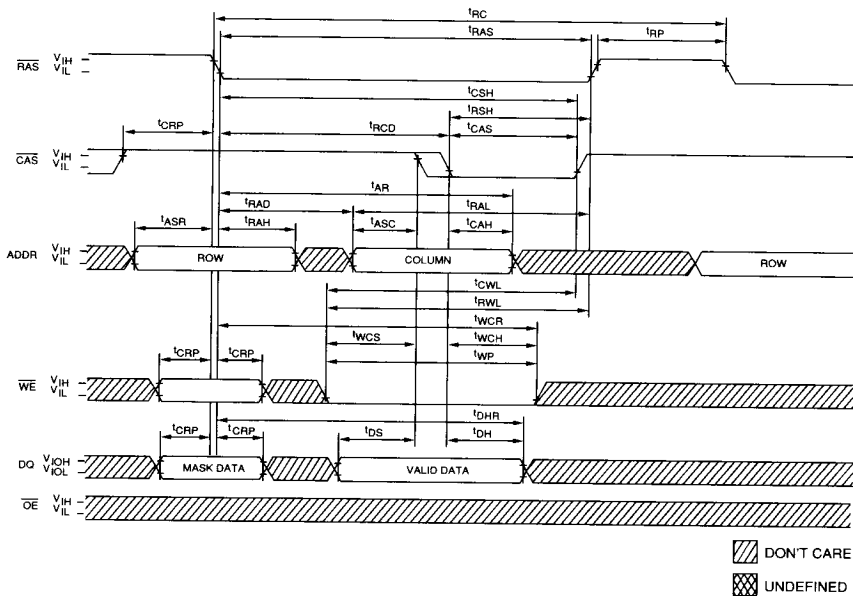 tRC
tRAS tRP
RAS VIH
VIL
tCSH
tRSH
tCRP tRCD tCAS
CAS VIH
VIL
tAR
tRAD tRAL
tASR tRAH tASC tCAH
ADDR VIH
VIL
ROW COLUMN ROW
tCWL
tRWL
tWCR
tWCS tWCH
tCRP tCRP tWP
WE VIH
VIL
tDHR
tCRP tCRP tDS tDH
DQ VIOH
VIOL
MASK DATA VALID DATA
OE VIH
VIL
DON'T CARE
UNDEFINED